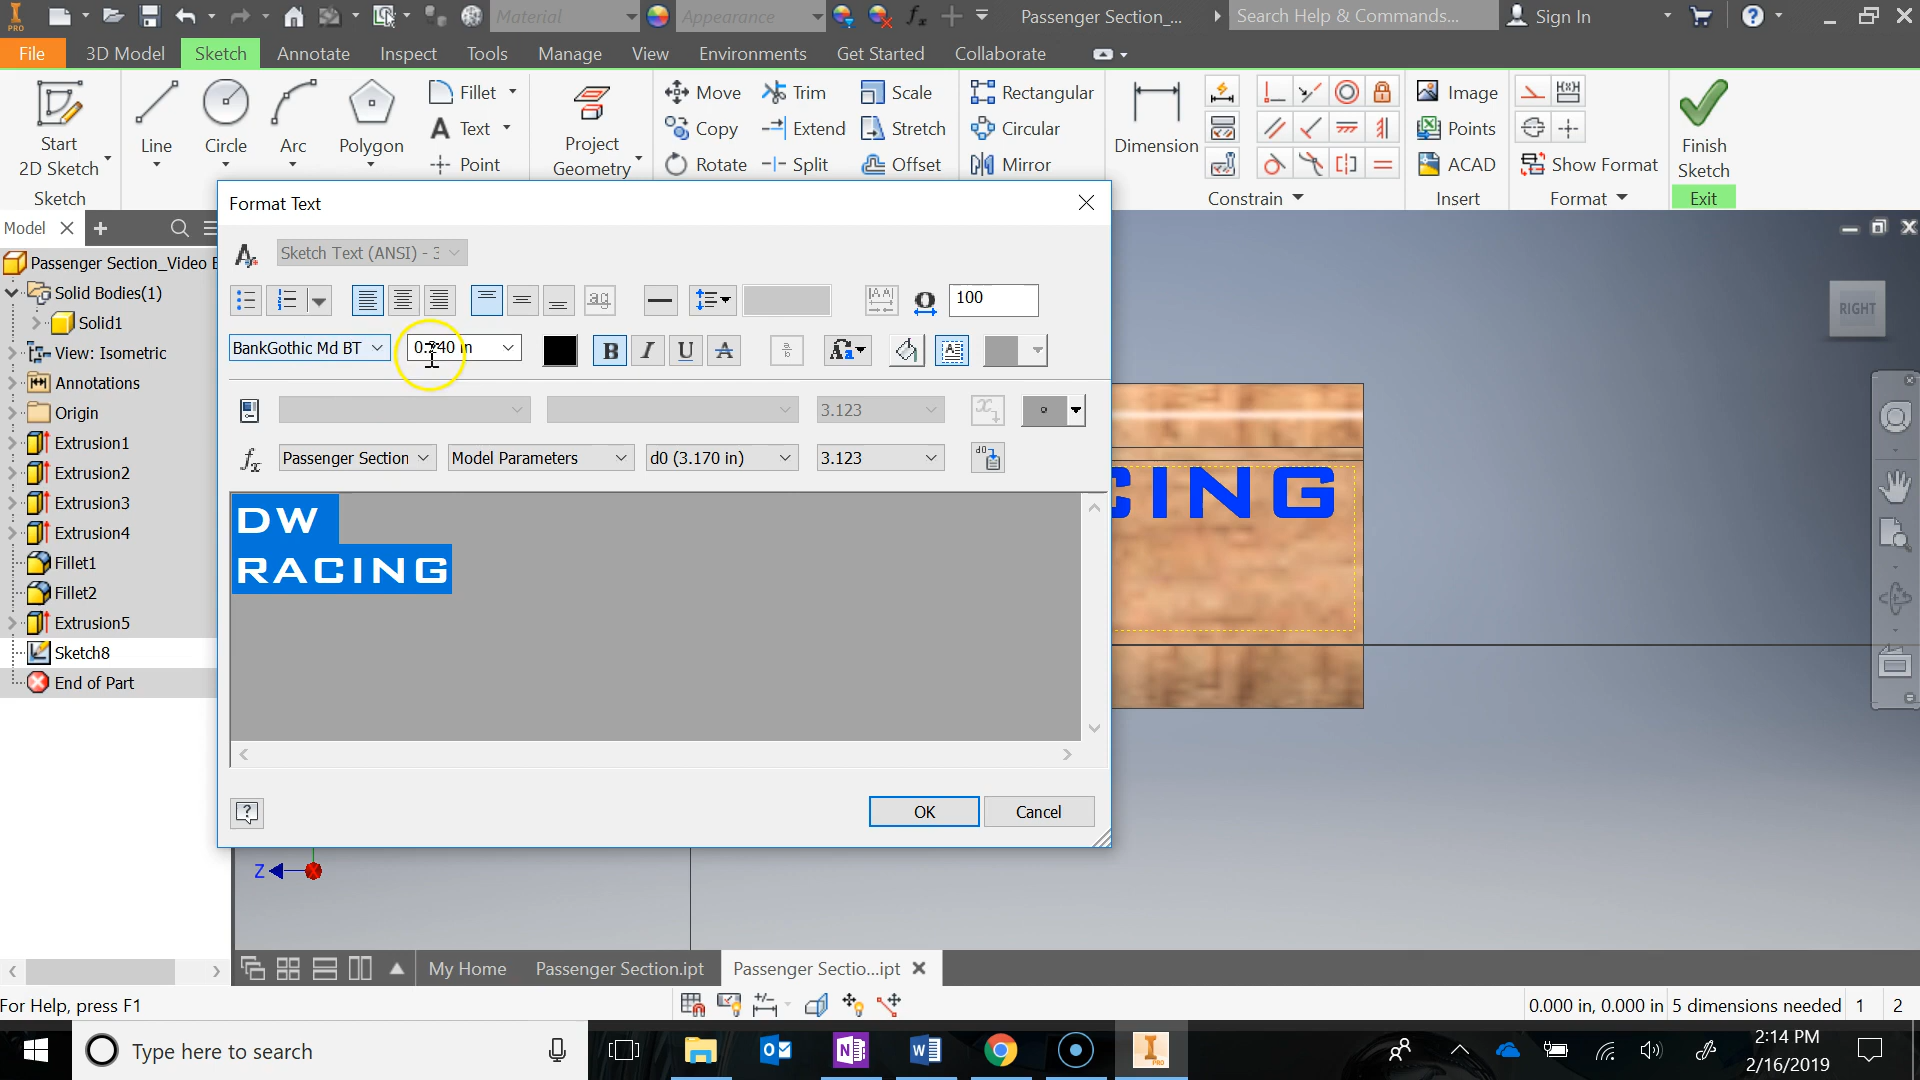 PRO
Material
Appearance
Passenger Section_...
Search Help & Commands...
Sign In
File
3D Model
Sketch
Annotate
Inspect
Tools
Manage
View
Environments
Get Started
Collaborate
Start
2D Sketch
Line
Circle
Arc
Polygon
Fillet
Text
Point
Project
Geometry
Move
Copy
Rotate
Trim
Extend
Split
Scale
Stretch
Offset
Rectangular
Circular
Mirror
Dimension
Image
Points
ACAD
Show Format
Finish
Sketch
Sketch
Constrain
Insert
Format
Exit
Model
Passenger Section_Video E
Solid Bodies(1)
Solid1
View: Isometric
Annotations
Origin
Extrusion1
Extrusion2
Extrusion3
Extrusion4
Fillet1
Fillet2
Extrusion5
Sketch8
End of Part
Format Text
Sketch Text (ANSI) - 3
100
BankGothic Md BT
0.240 in
B I U A
3.123
Passenger Section
Model Parameters
d0 (3.170 in)
3.123
DW
RACING
OK
Cancel
CING
RIGHT
Z
My Home
Passenger Section.ipt
Passenger Sectio...ipt
For Help, press F1
0.000 in, 0.000 in
5 dimensions needed
1
2
Type here to search
2:14 PM
2/16/2019